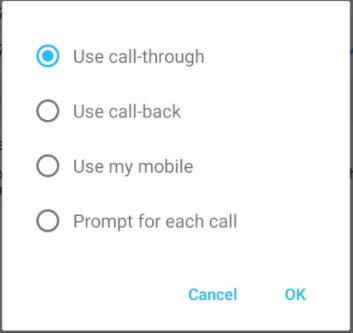 Use call-through
Use call-back
Use my mobile
Prompt for each call
Cancel OK